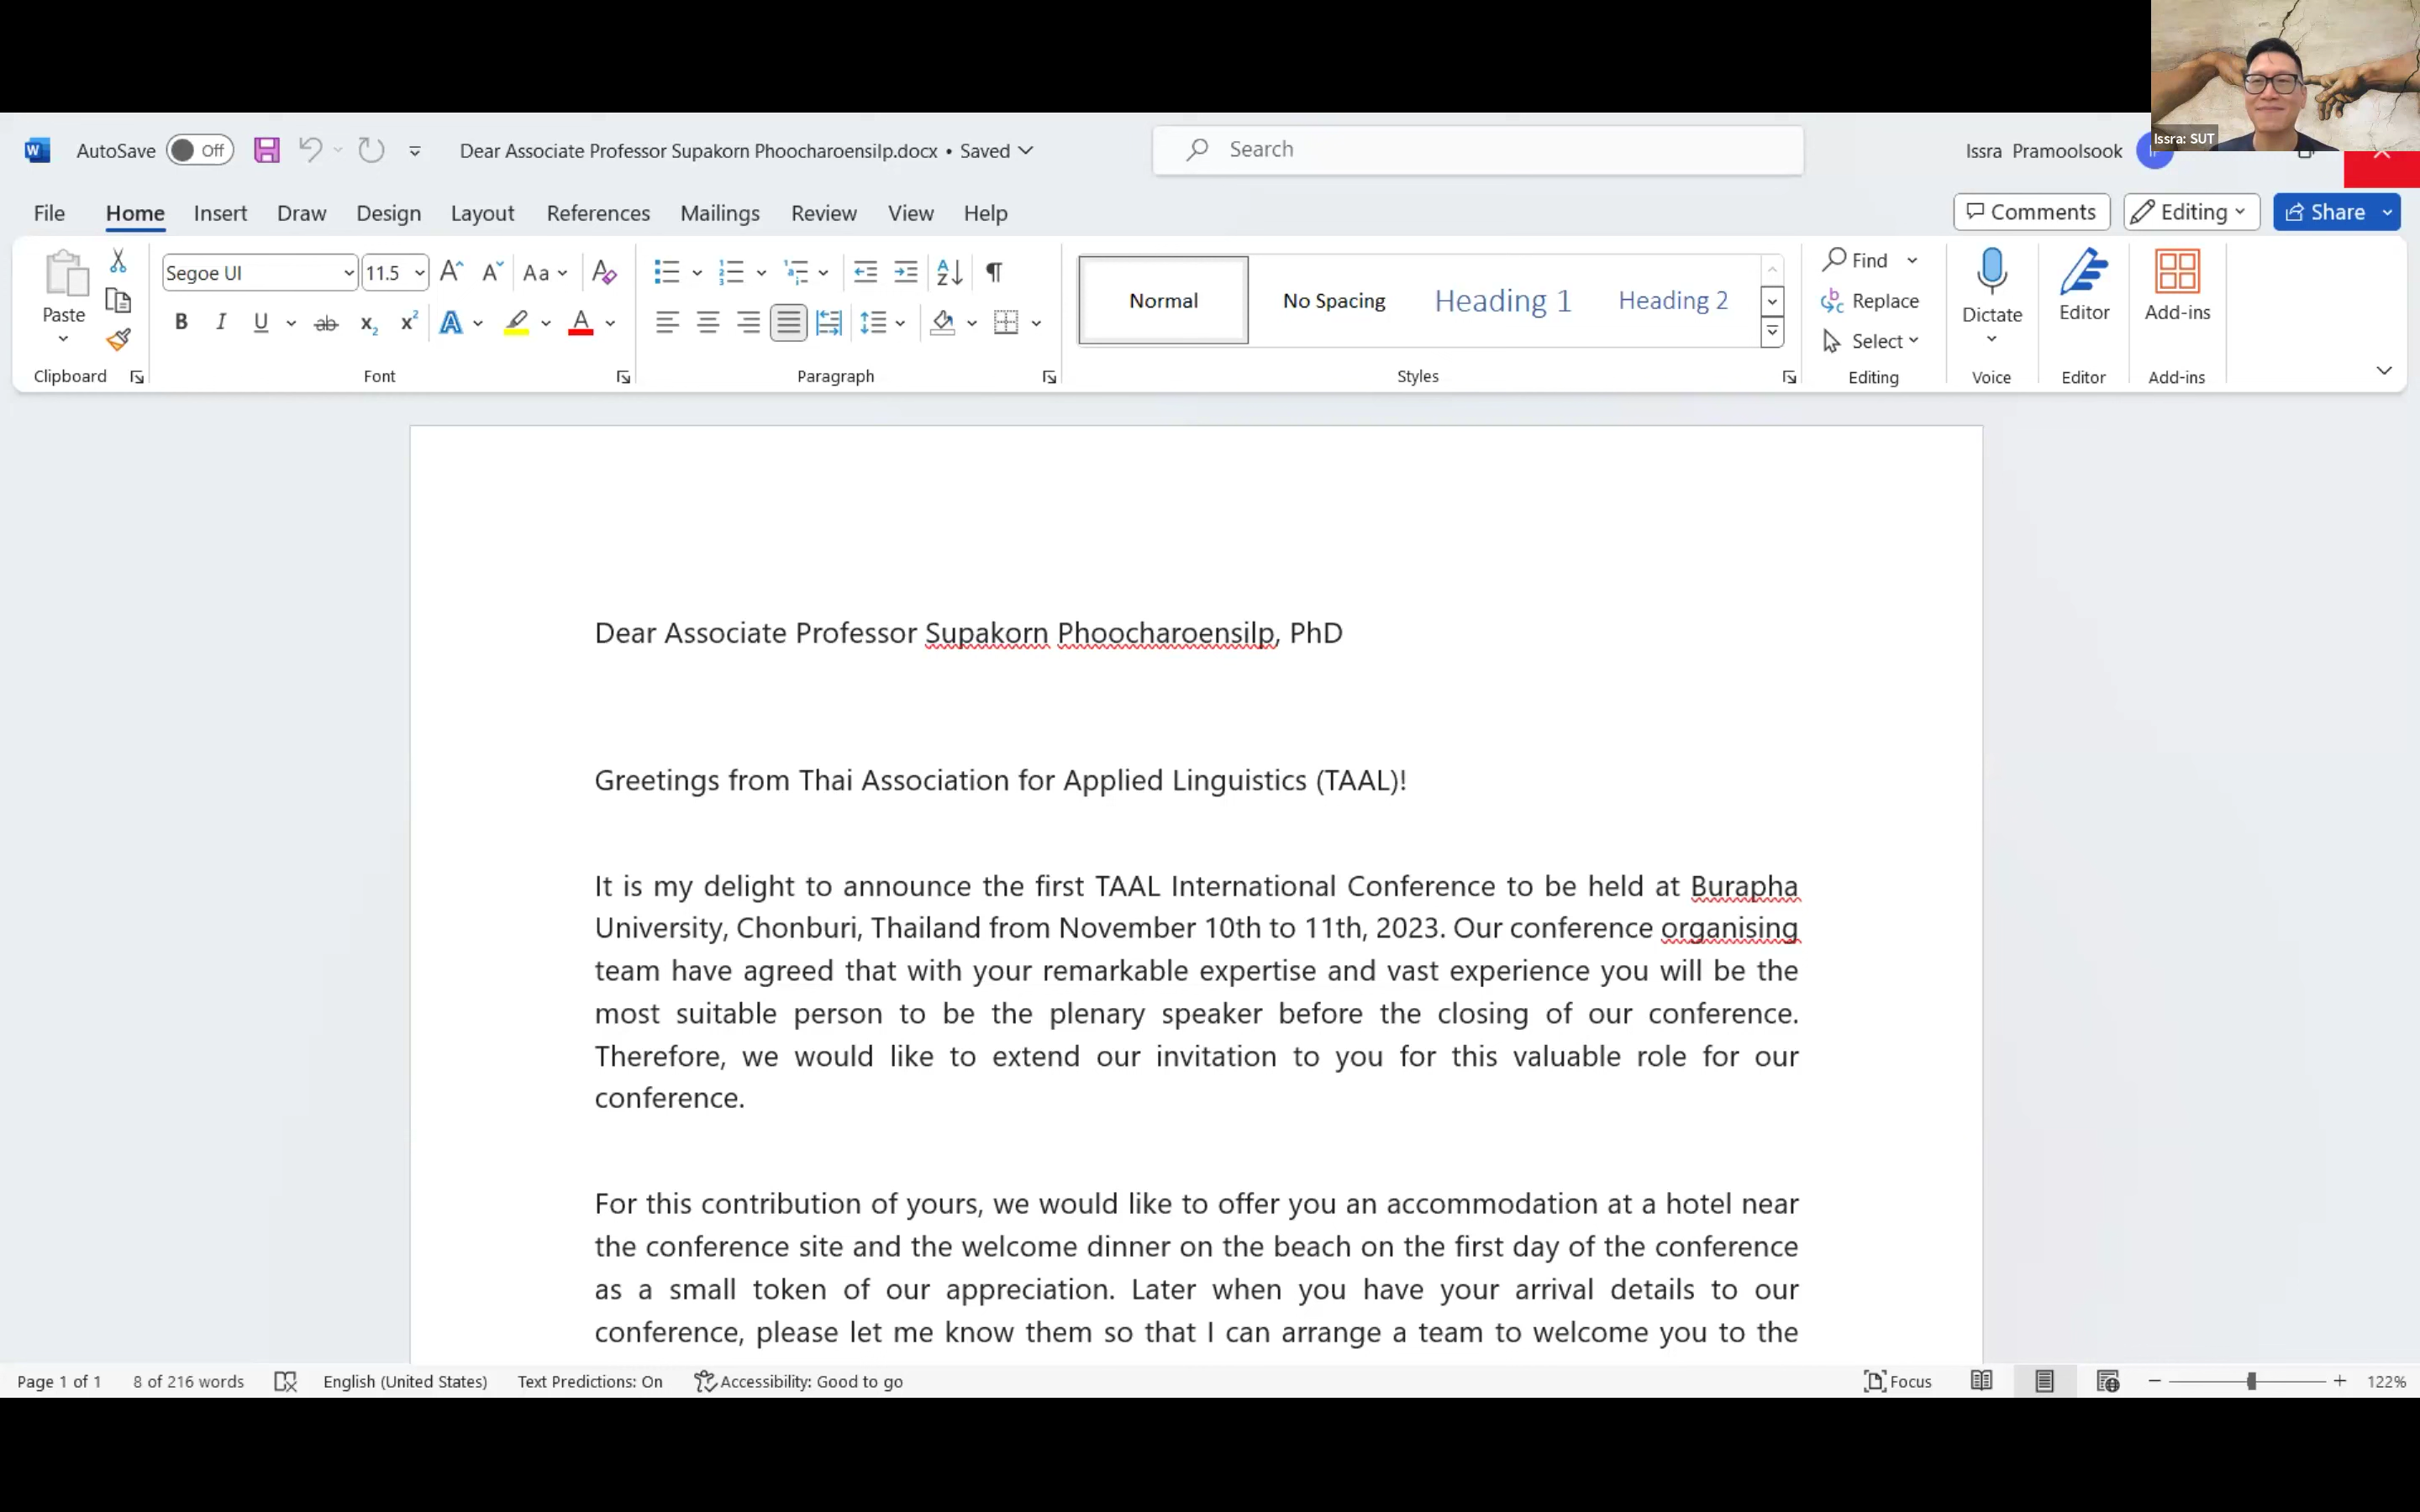 Issra: SUT
AutoSave Off Dear Associate Professor Supakorn Phoocharoensilp.docx • Saved Search Issra Pramoolsook
File Home Insert Draw Design Layout References Mailings Review View Help Comments Editing Share
Paste Segoe UI 11.5 Aa Normal No Spacing Heading 1 Heading 2 Find Replace Select Dictate Editor Add-ins
Clipboard Font Paragraph Styles Editing Voice Editor Add-ins
Dear Associate Professor Supakorn Phoocharoensilp, PhD
Greetings from Thai Association for Applied Linguistics (TAAL)!
It is my delight to announce the first TAAL International Conference to be held at Burapha
University, Chonburi, Thailand from November 10th to 11th, 2023. Our conference organising
team have agreed that with your remarkable expertise and vast experience you will be the
most suitable person to be the plenary speaker before the closing of our conference.
Therefore, we would like to extend our invitation to you for this valuable role for our
conference.
For this contribution of yours, we would like to offer you an accommodation at a hotel near
the conference site and the welcome dinner on the beach on the first day of the conference
as a small token of our appreciation. Later when you have your arrival details to our
conference, please let me know them so that I can arrange a team to welcome you to the
Page 1 of 1 8 of 216 words English (United States) Text Predictions: On Accessibility: Good to go Focus 122%